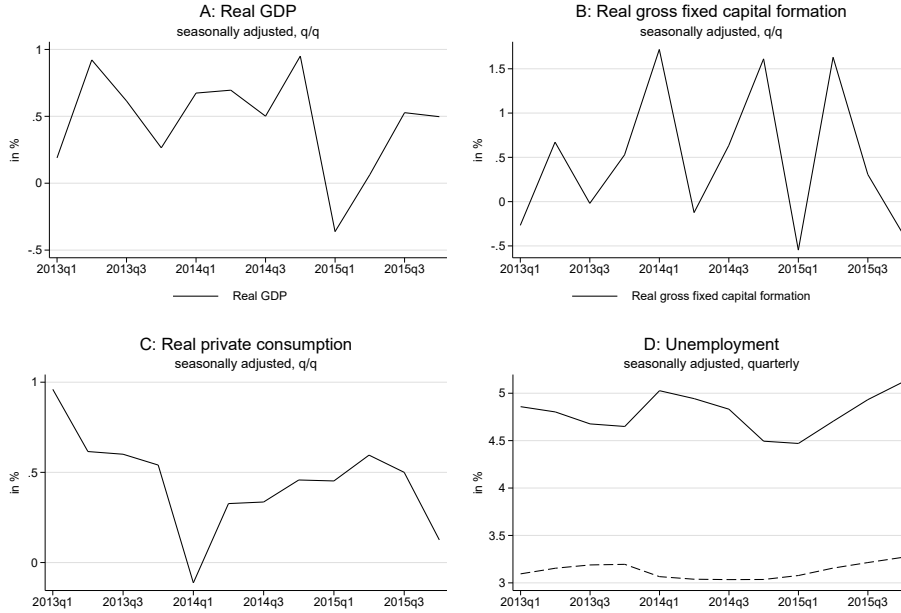 A: Real GDP
seasonally adjusted, q/q
in %
1
.5
0
-.5
2013q1 2013q3 2014q1 2014q3 2015q1 2015q3
Real GDP
B: Real gross fixed capital formation
seasonally adjusted, q/q
in %
1.5
1
.5
0
-.5
2013q1 2013q3 2014q1 2014q3 2015q1 2015q3
Real gross fixed capital formation
C: Real private consumption
seasonally adjusted, q/q
in %
1
.5
0
2013q1 2013q3 2014q1 2014q3 2015q1 2015q3
D: Unemployment
seasonally adjusted, quarterly
in %
5
4.5
4
3.5
3
2013q1 2013q3 2014q1 2014q3 2015q1 2015q3